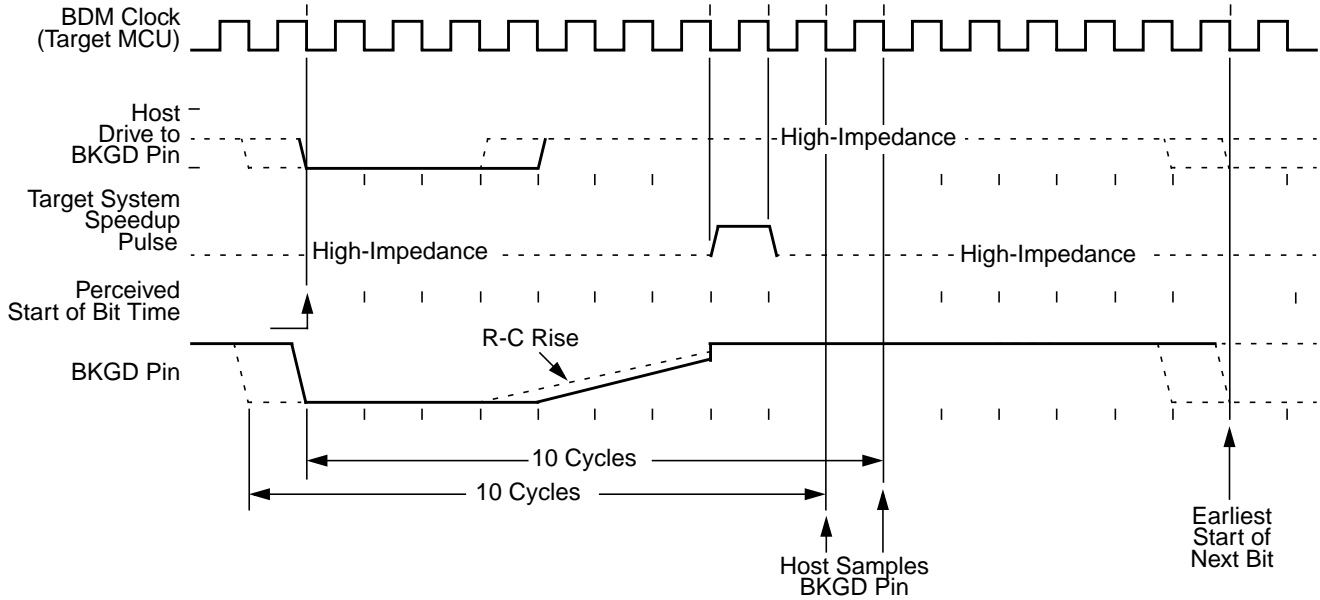 BDM Clock
(Target MCU)
Host
Drive to
BKGD Pin
High-Impedance
Target System
Speedup
Pulse
High-Impedance
High-Impedance
Perceived
Start of Bit Time
R-C Rise
BKGD Pin
10 Cycles
10 Cycles
Earliest
Start of
Next Bit
Host Samples
BKGD Pin